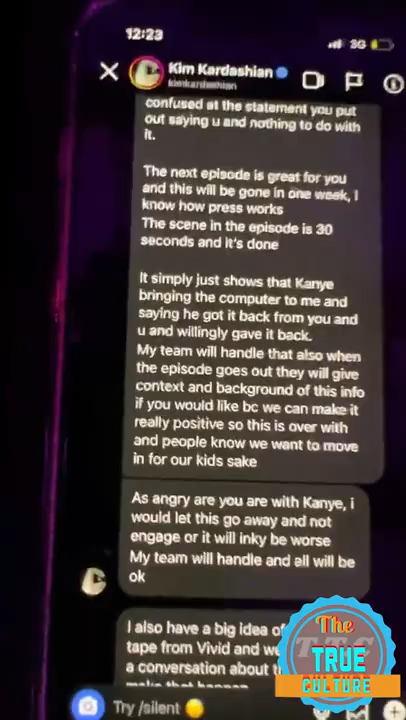 12:23
3G
Kim Kardashian
kimkardashian
confused at the statement you put
out saying u and nothing to do with
it.
The next episode is great for you
and this will be gone in one week, I
know how press works
The scene in the episode is 30
seconds and it's done
It simply just shows that Kanye
bringing the computer to me and
saying he got it back from you and
u and willingly gave it back.
My team will handle that also when
the episode goes out they will give
context and background of this info
if you would like bc we can make it
really positive so this is over with
and people know we want to move
in for our kids sake
As angry are you are with Kanye, i
would let this go away and not
engage or it will inky be worse
My team will handle and all will be
ok
I also have a big idea of
tape from Vivid and we
a conversation about
make that happen
Try /silent
The
TRUE
CULTURE